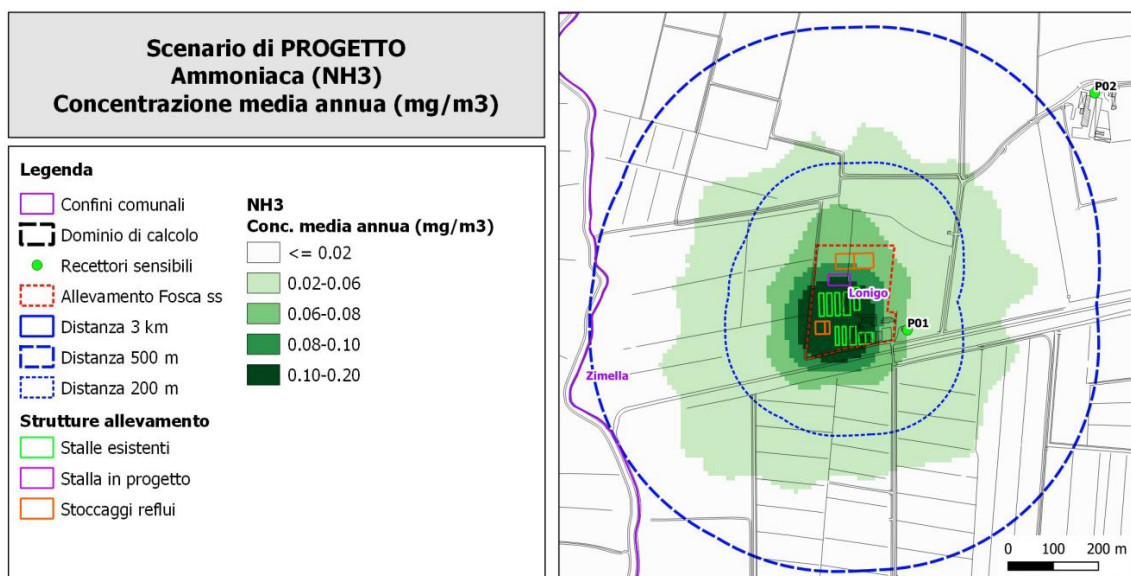 Scenario di PROGETTO
Ammoniaca (NH3)
Concentrazione media annua (mg/m3)
Legenda
Confini comunali
Dominio di calcolo
Recettori sensibili
Allevamento Fosca ss
Distanza 3 km
Distanza 500 m
Distanza 200 m
Strutture allevamento
Stalle esistenti
Stalla in progetto
Stoccaggi reflui
NH3
Conc. media annua (mg/m3)
<= 0.02
0.02-0.06
0.06-0.08
0.08-0.10
0.10-0.20
P02
Lonigo
P01
Zimella
0 100 200 m